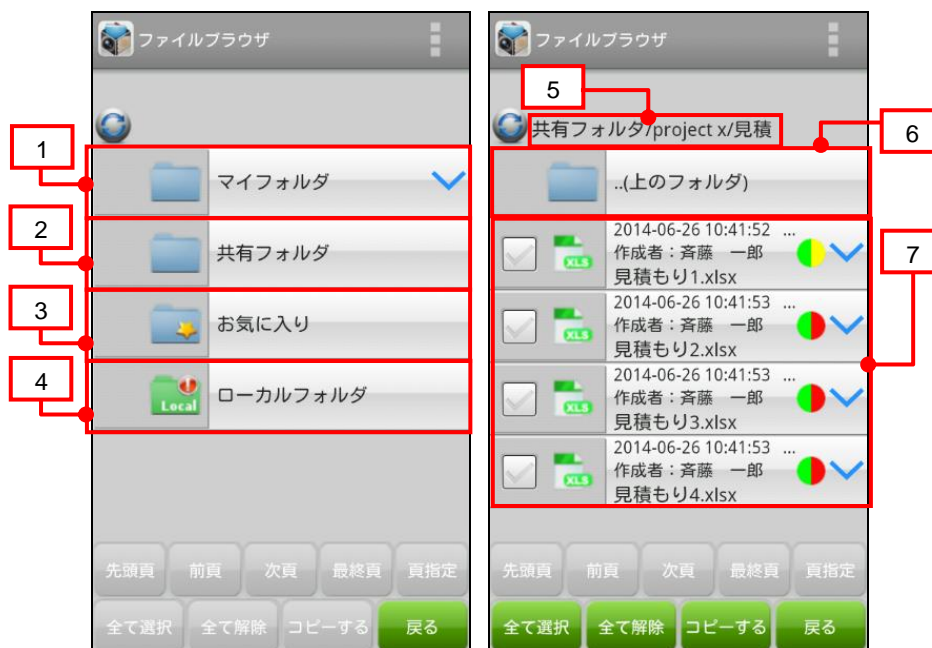 ファイルブラウザ
1
マイフォルダ
2
共有フォルダ
3
お気に入り
4
Local
ローカルフォルダ
先頭頁 前頁 次頁 最終頁 頁指定
全て選択 全て解除 コピーする 戻る
ファイルブラウザ
5
共有フォルダ/project x/見積
6
..(上のフォルダ)
7
2014-06-26 10:41:52 ...
作成者：斉藤　一郎
XLS
見積もり1.xlsx
2014-06-26 10:41:53 ...
作成者：斉藤　一郎
XLS
見積もり2.xlsx
2014-06-26 10:41:53 ...
作成者：斉藤　一郎
XLS
見積もり3.xlsx
2014-06-26 10:41:53 ...
作成者：斉藤　一郎
XLS
見積もり4.xlsx
先頭頁 前頁 次頁 最終頁 頁指定
全て選択 全て解除 コピーする 戻る